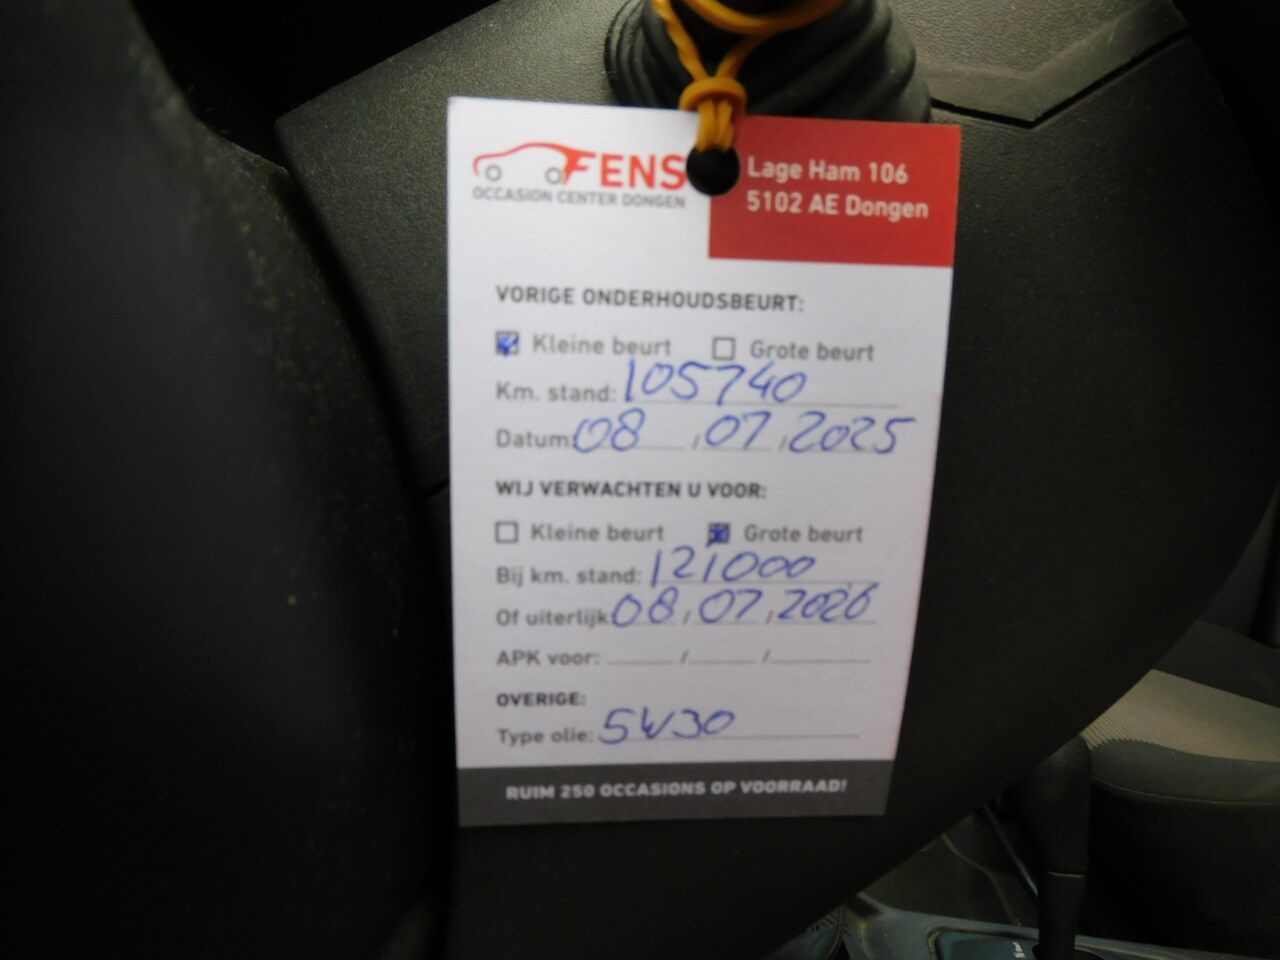 FENS
OCCASION CENTER DONGEN
Lage Ham 106
5102 AE Dongen
VORIGE ONDERHOUDSBEURT:
Kleine beurt Grote beurt
Km. stand: 105740
Datum: 08 / 07 / 2025
WIJ VERWACHTEN U VOOR:
Kleine beurt Grote beurt
Bij km. stand: 121000
Of uiterlijk: 08 / 07 / 2026
APK voor: / /
OVERIGE:
Type olie: 5W30
RUIM 250 OCCASIONS OP VOORRAAD!